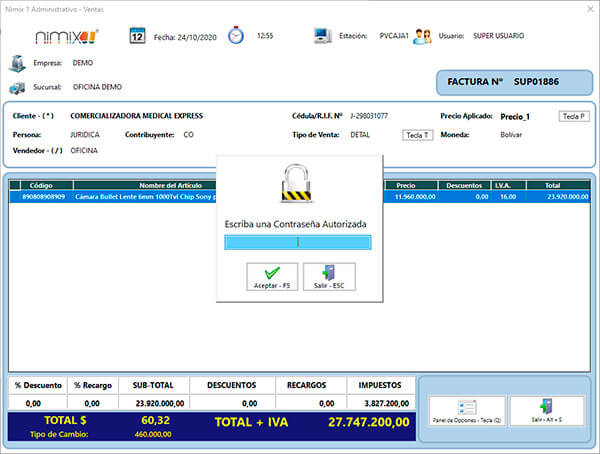 Nimix 1 Administrativo - Ventas
nimix
12 Fecha: 24/10/2020 12:55 Estación: PVCAJA1 Usuario: SUPER USUARIO
Empresa: DEMO
Sucursal: OFICINA DEMO
FACTURA Nº SUP01886
Cliente - ( * ) COMERCIALIZADORA MEDICAL EXPRESS Cédula/R.I.F. Nº J-298031077 Precio Aplicado: Precio_1 Tecla P
Persona: JURIDICA Contribuyente: CO Tipo de Venta: DETAL Tecla T Moneda: Bolívar
Vendedor - ( / ) OFICINA
Código Nombre del Artículo Precio Descuentos I.V.A. Total
890808908909 Cámara Bullet Lente 6mm 1000Tvl Chip Sony 11.960.000,00 0,00 16,00 23.920.000,00
Escriba una Contraseña Autorizada
Aceptar - F5 Salir - ESC
% Descuento % Recargo SUB-TOTAL DESCUENTOS RECARGOS IMPUESTOS
0,00 0,00 23.920.000,00 0,00 0,00 3.827.200,00
TOTAL $ 60,32 TOTAL + IVA 27.747.200,00
Tipo de Cambio: 460.000,00
Panel de Opciones - Tecla (Q) Salir - Alt + S